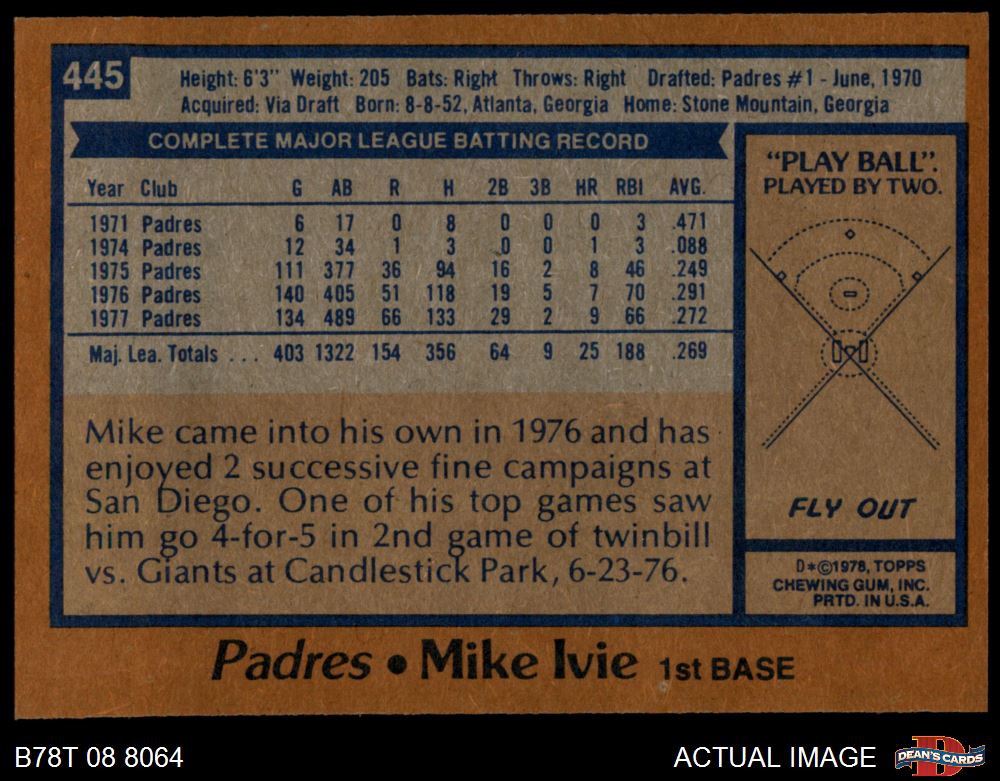 445
Height: 6'3" Weight: 205 Bats: Right Throws: Right Drafted: Padres #1 - June, 1970
Acquired: Via Draft Born: 8-8-52, Atlanta, Georgia Home: Stone Mountain, Georgia
COMPLETE MAJOR LEAGUE BATTING RECORD
Year Club G AB R H 2B 3B HR RBI AVG.
1971 Padres 6 17 0 8 0 0 0 3 .471
1974 Padres 12 34 1 3 0 0 1 3 .088
1975 Padres 111 377 36 94 16 2 8 46 .249
1976 Padres 140 405 51 118 19 5 7 70 .291
1977 Padres 134 489 66 133 29 2 9 66 .272
Maj. Lea. Totals . . . 403 1322 154 356 64 9 25 188 .269
Mike came into his own in 1976 and has
enjoyed 2 successive fine campaigns at
San Diego. One of his top games saw
him go 4-for-5 in 2nd game of twinbill
vs. Giants at Candlestick Park, 6-23-76.
"PLAY BALL".
PLAYED BY TWO.
FLY OUT
D*©1978, TOPPS
CHEWING GUM, INC.
PRTD. IN U.S.A.
Padres • Mike Ivie 1st BASE
B78T 08 8064
ACTUAL IMAGE
DEAN'S CARDS